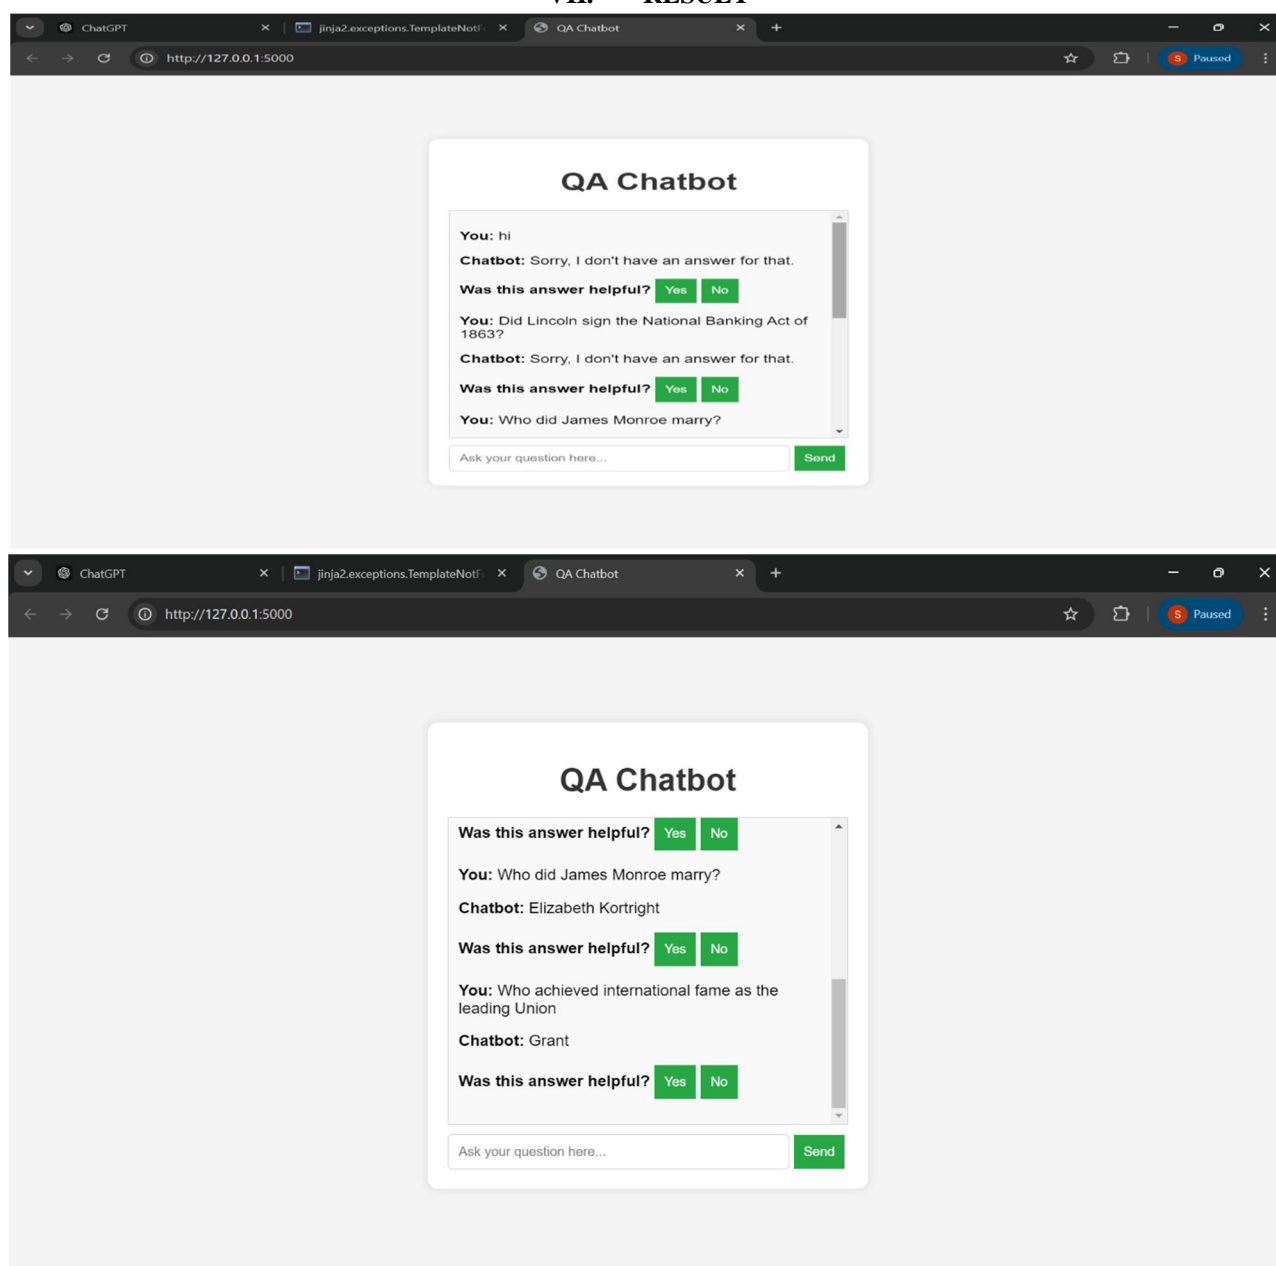 VII. RESULT
ChatGPT
jinja2.exceptions.TemplateNotF
QA Chatbot
http://127.0.0.1:5000
S Paused
QA Chatbot
You: hi
Chatbot: Sorry, I don't have an answer for that.
Was this answer helpful? Yes No
You: Did Lincoln sign the National Banking Act of
1863?
Chatbot: Sorry, I don't have an answer for that.
Was this answer helpful? Yes No
You: Who did James Monroe marry?
Ask your question here...
Send
ChatGPT
jinja2.exceptions.TemplateNotF
QA Chatbot
http://127.0.0.1:5000
S Paused
QA Chatbot
Was this answer helpful? Yes No
You: Who did James Monroe marry?
Chatbot: Elizabeth Kortright
Was this answer helpful? Yes No
You: Who achieved international fame as the
leading Union
Chatbot: Grant
Was this answer helpful? Yes No
Ask your question here...
Send